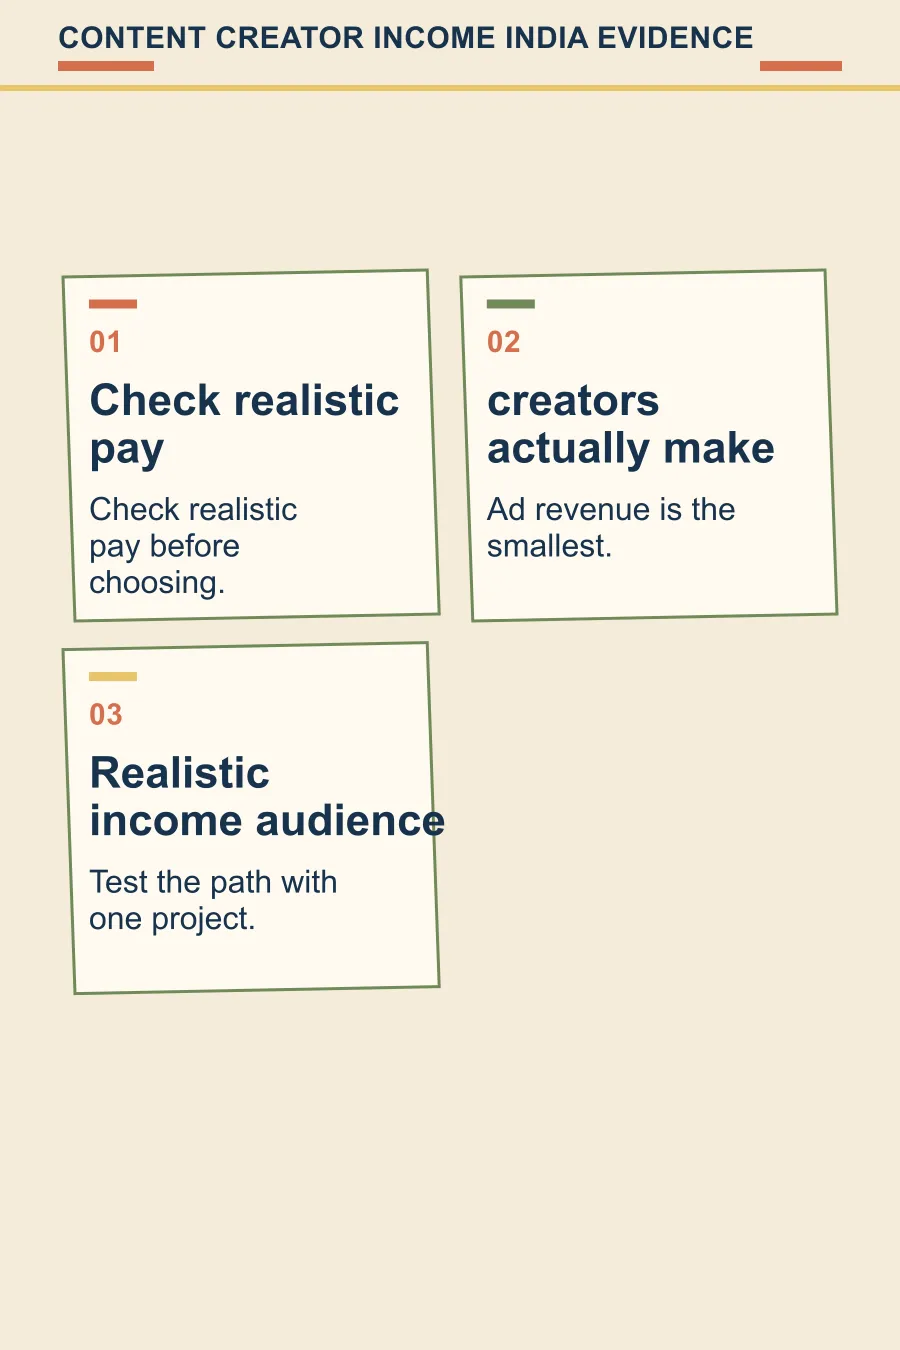 CONTENT CREATOR INCOME INDIA EVIDENCE
01
Check realistic
pay
Check realistic
pay before
choosing.
02
creators
actually make
Ad revenue is the
smallest.
03
Realistic
income audience
Test the path with
one project.